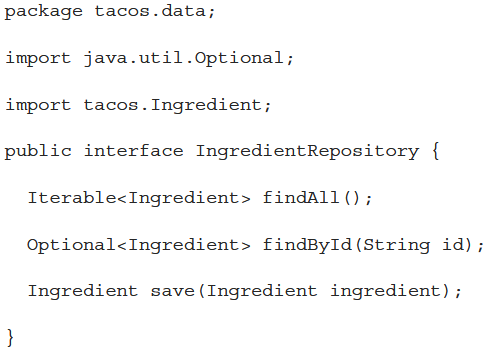 package tacos.data;
import java.util.Optional;
import tacos.Ingredient;
public interface IngredientRepository {
  Iterable<Ingredient> findAll();
  Optional<Ingredient> findById(String id);
  Ingredient save(Ingredient ingredient);
}